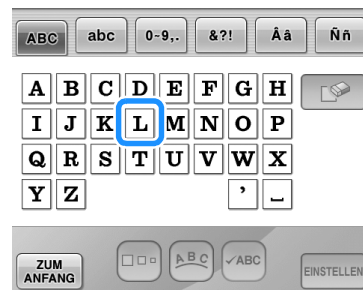 ABC abc 0~9,. &?! Ââ Ññ
A B C D E F G H
I J K L M N O P
Q R S T U V W X
Y Z ' _
ZUM ANFANG
ABC ✓ABC EINSTELLEN